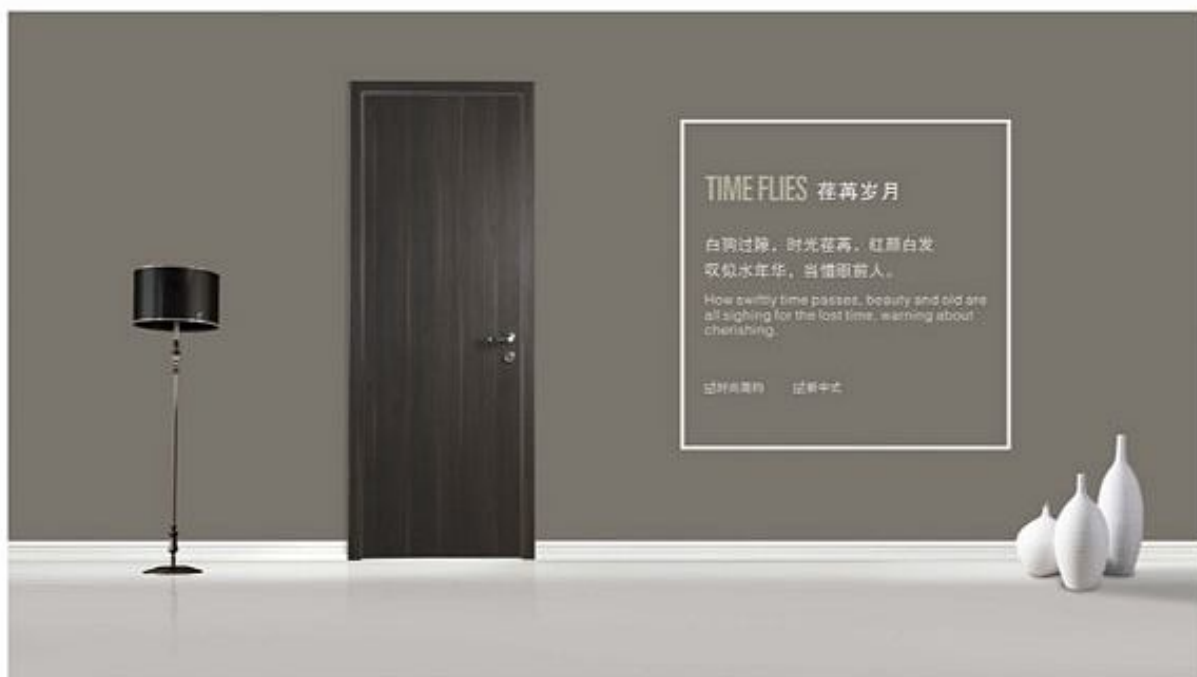 TIME FLIES 荏苒岁月
白驹过隙，时光荏苒，红颜白发
叹似水年华，当惜眼前人。
How swiftly time passes, beauty and old are
all sighing for the lost time, warning about
cherishing.
时尚简约 新中式